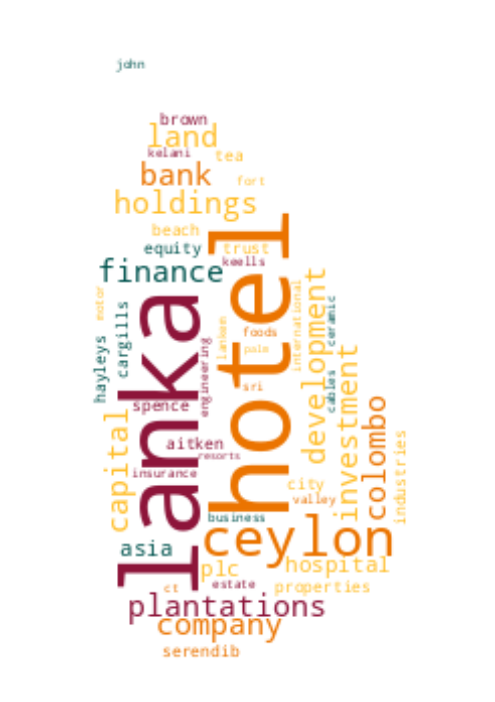 john
brown
land
kelani
tea
bank
fort
holdings
beach
equity
trust
keells
finance
hotel
lanka
motor
cargills
hayleys
lankem
foods
palm
international
development
ceramic
cables
engineering
sri
spence
investment
colombo
capital
aitken
resorts
insurance
city
valley
industries
business
ceylon
asia
plc
hospital
ct
estate
properties
plantations
company
serendib